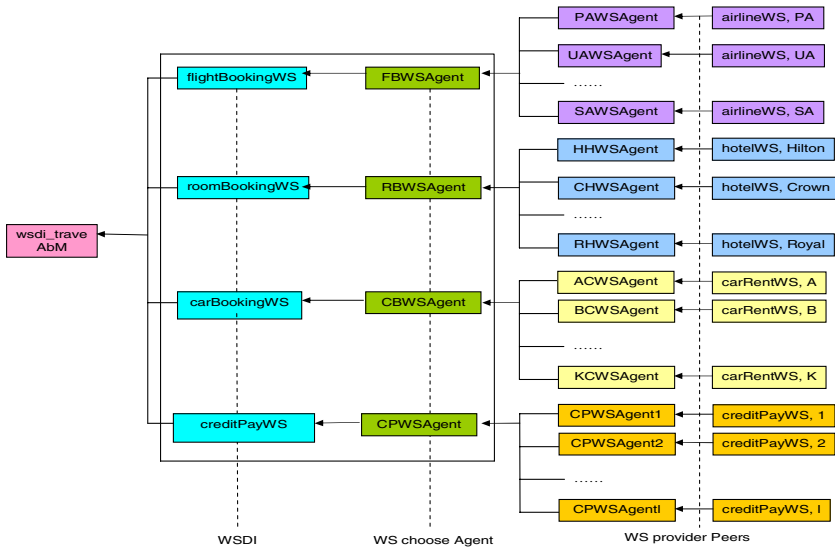 PAWSAgent
airlineWS, PA
UAWSAgent
airlineWS, UA
flightBookingWS
FBWSAgent
......
SAWSAgent
airlineWS, SA
HHWSAgent
hotelWS, Hilton
roomBookingWS
RBWSAgent
CHWSAgent
hotelWS, Crown
......
wsdi_trave
AbM
RHWSAgent
hotelWS, Royal
ACWSAgent
carRentWS, A
carBookingWS
CBWSAgent
BCWSAgent
carRentWS, B
......
KCWSAgent
carRentWS, K
CPWSAgent1
creditPayWS, 1
creditPayWS
CPWSAgent
CPWSAgent2
creditPayWS, 2
......
CPWSAgentI
creditPayWS, I
WSDI
WS choose Agent
WS provider Peers